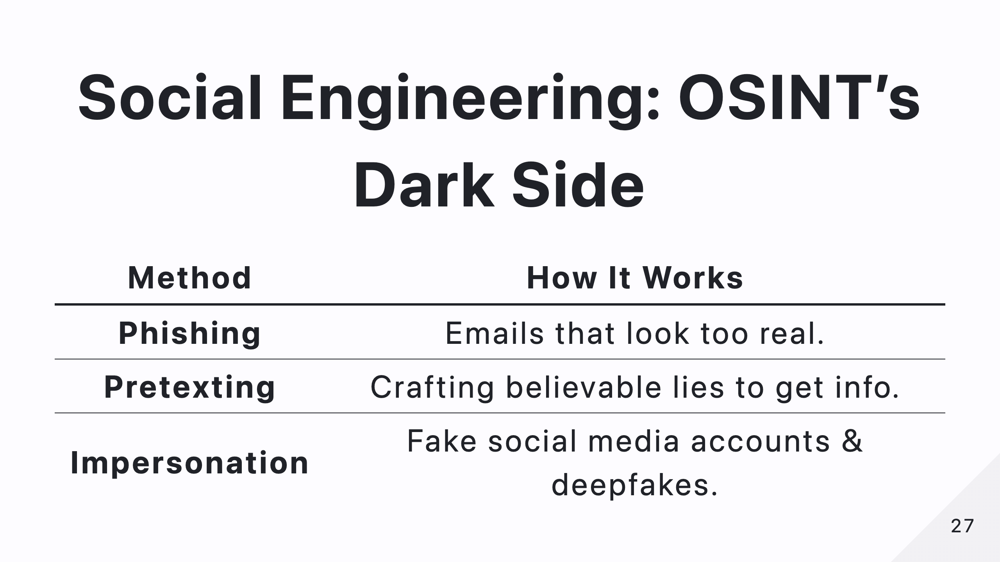 Social Engineering: OSINT’s
Dark Side
Method How It Works
Phishing Emails that look too real.
Pretexting Crafting believable lies to get info.
Impersonation Fake social media accounts &
deepfakes.
27